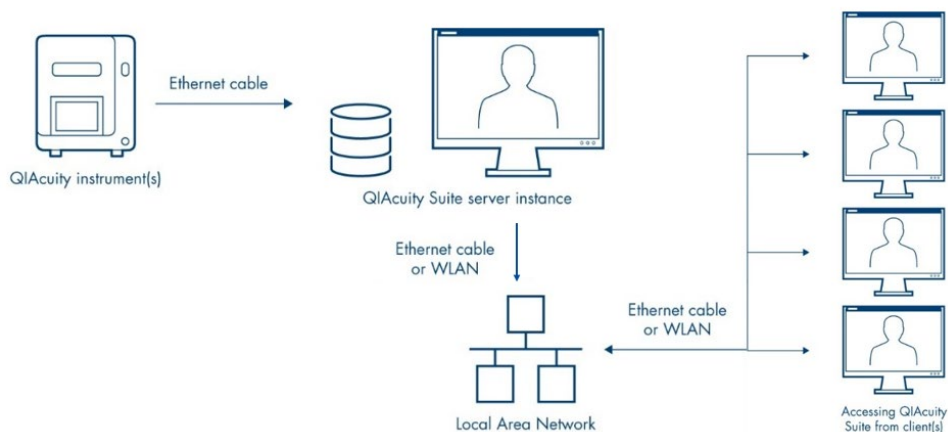 Ethernet cable
QIAcuity instrument(s)
QIAcuity Suite server instance
Ethernet cable
or WLAN
Ethernet cable
or WLAN
Local Area Network
Accessing QIAcuity
Suite from client(s)